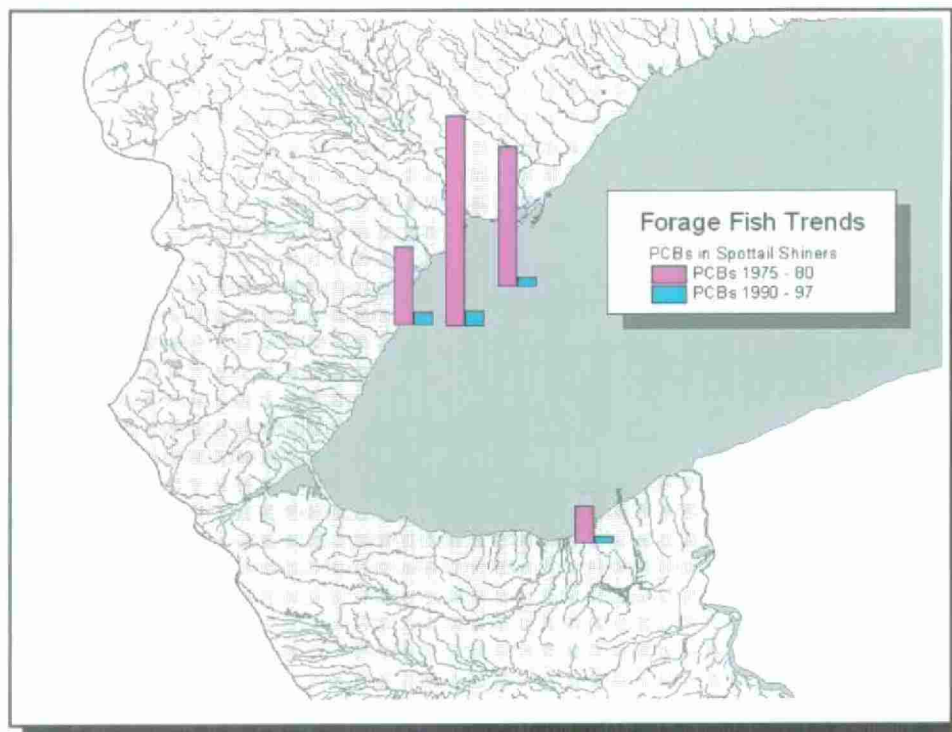 Forage Fish Trends
PCBs in Spottail Shiners
PCBs 1975 - 80
PCBs 1990 - 97